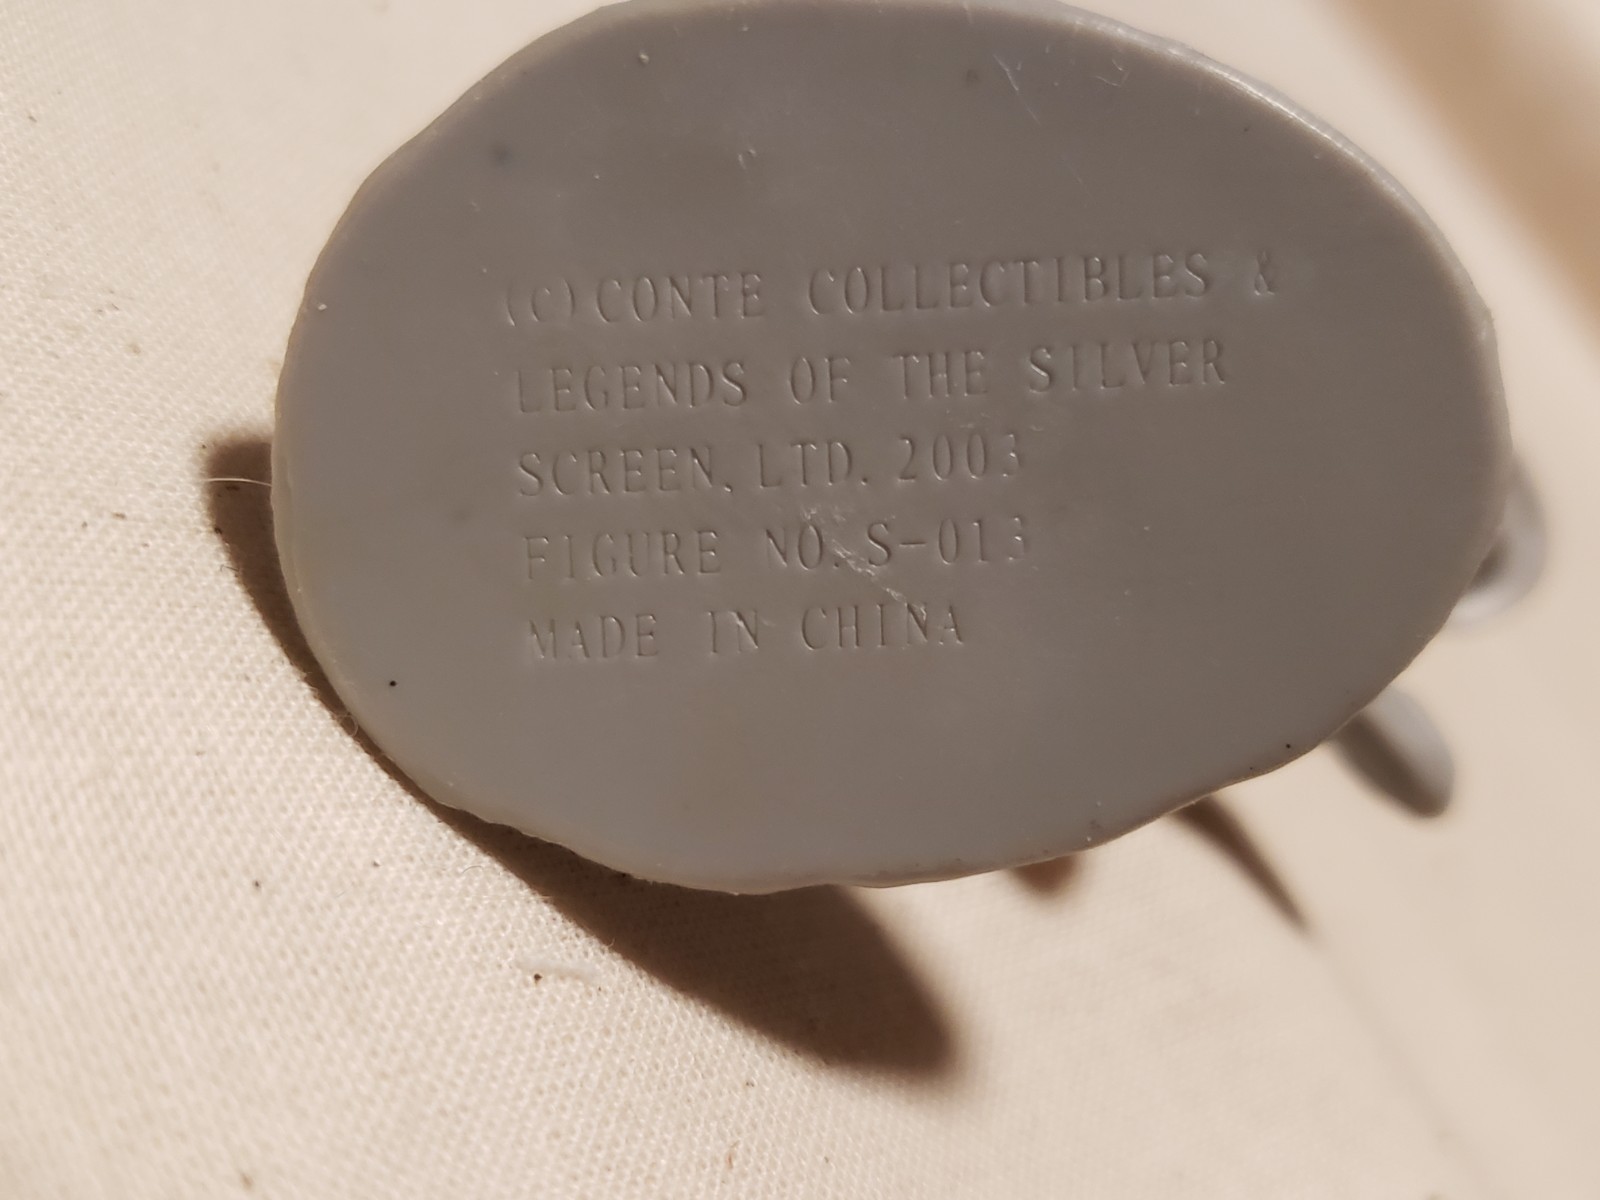 (C) CONTE COLLECTIBLES &
LEGENDS OF THE SILVER
SCREEN, LTD. 2003
FIGURE NO. S-013
MADE IN CHINA